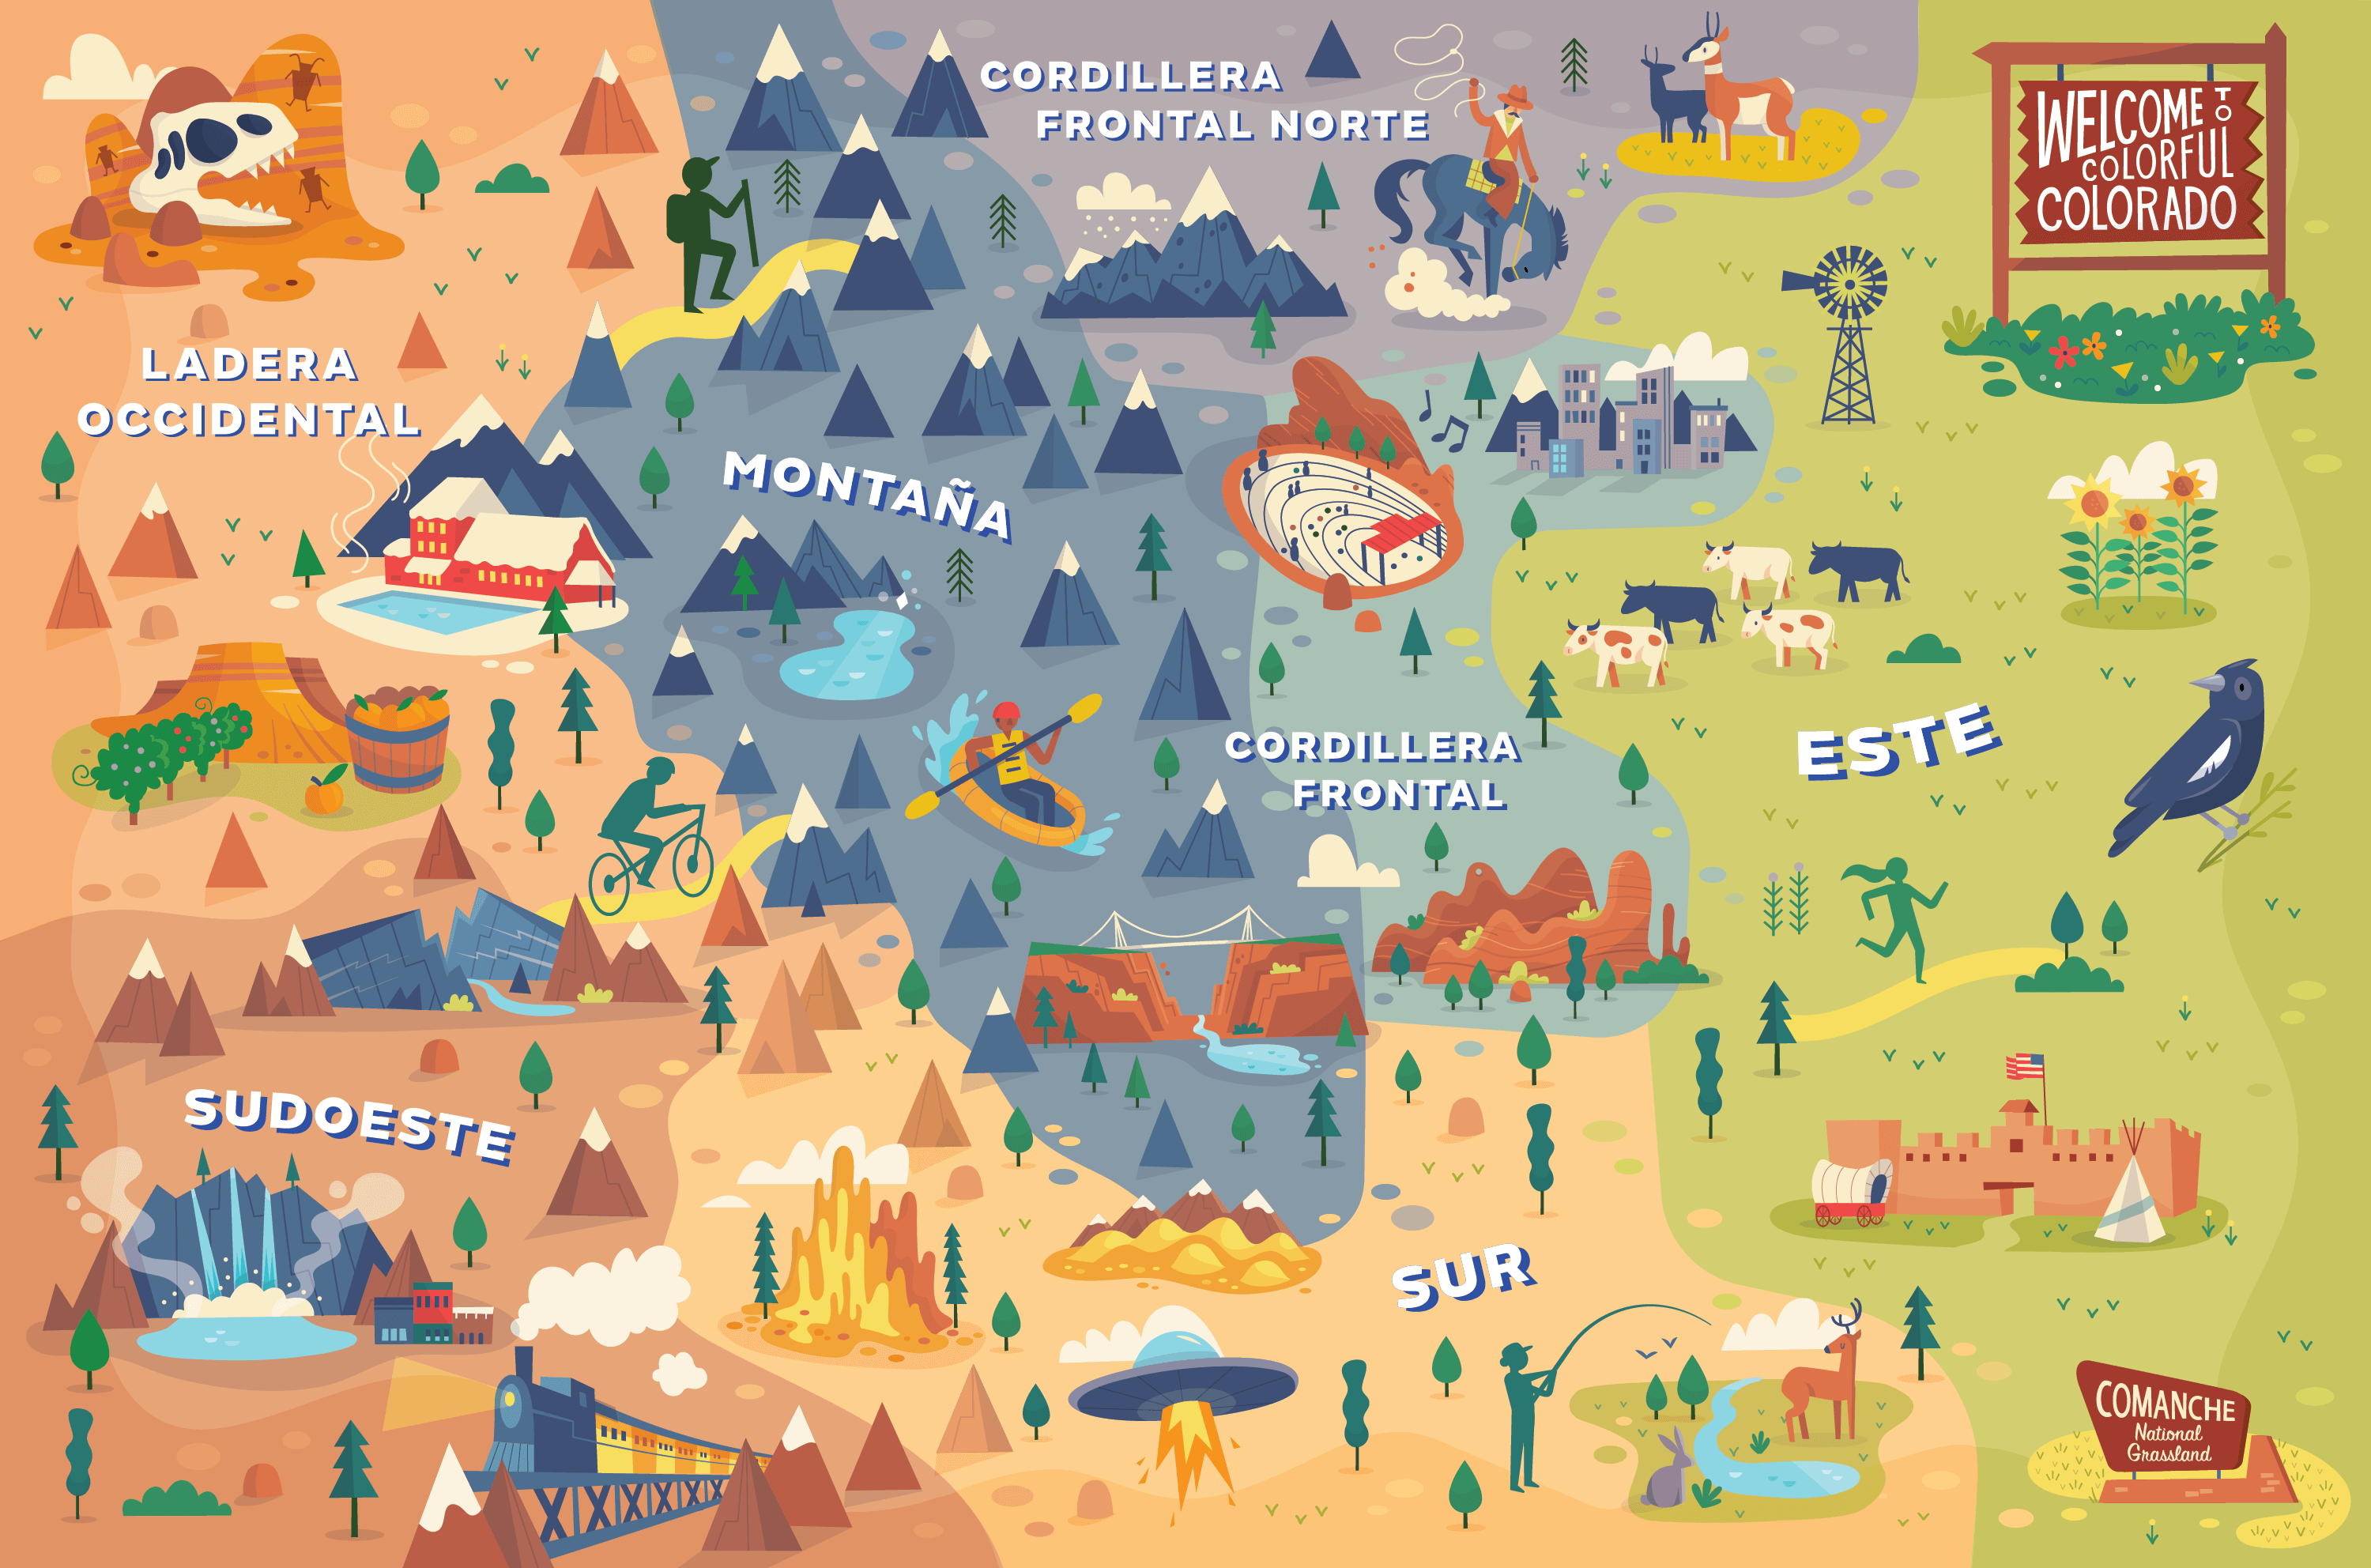 CORDILLERA
FRONTAL NORTE
WELCOME TO
COLORFUL
COLORADO
LADERA
OCCIDENTAL
MONTAÑA
CORDILLERA
FRONTAL
ESTE
SUDOESTE
SUR
COMANCHE
National
Grassland